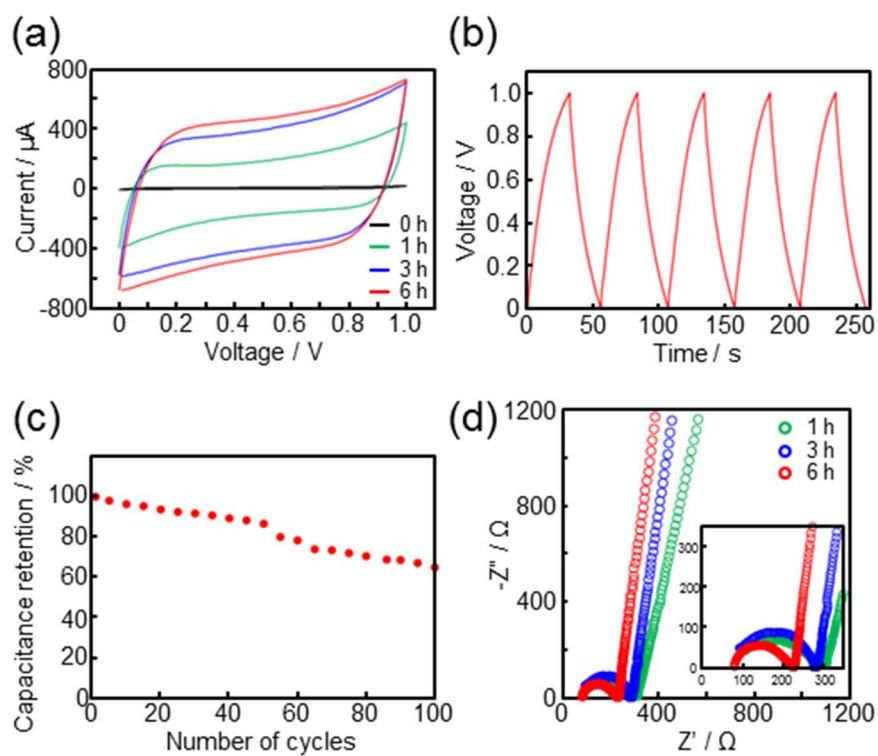 (a)
800
400
0
-400
-800
Current / μA
0 h
1 h
3 h
6 h
0 0.2 0.4 0.6 0.8 1.0
Voltage / V
(b)
1.0
0.8
0.6
0.4
0.2
0
Voltage / V
0 50 100 150 200 250
Time / s
(c)
100
80
60
40
20
0
Capacitance retention / %
0 20 40 60 80 100
Number of cycles
(d)
1200
800
400
0
-Z" / Ω
1 h
3 h
6 h
300
200
100
0
0 100 200 300
0 400 800 1200
Z' / Ω